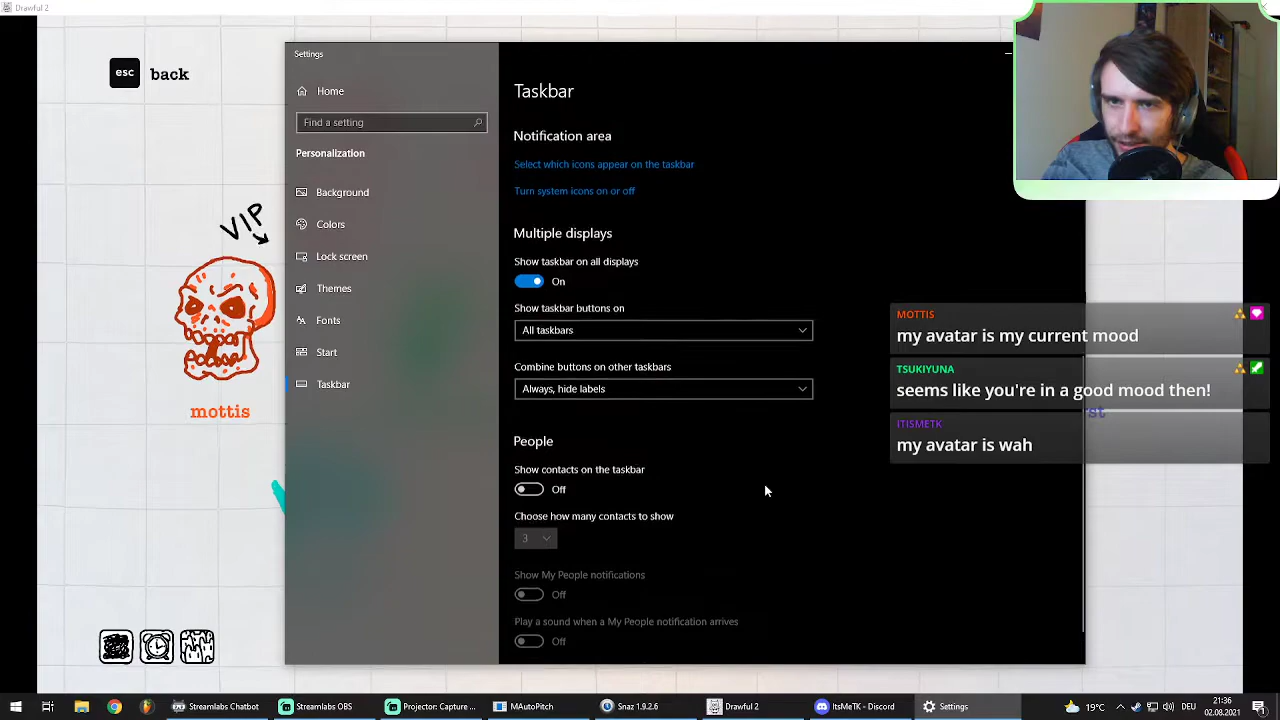 Drawful 2
esc back
Settings
Home
Find a setting
Personalization
Background
Colors
Lock screen
Themes
Fonts
Start
Taskbar
VIP
mottis
Taskbar
Notification area
Select which icons appear on the taskbar
Turn system icons on or off
Multiple displays
Show taskbar on all displays
On
Show taskbar buttons on
All taskbars
Combine buttons on other taskbars
Always, hide labels
People
Show contacts on the taskbar
Off
Choose how many contacts to show
3
Show My People notifications
Off
Play a sound when a My People notification arrives
Off
MOTTIS
my avatar is my current mood
TSUKIYUNA
seems like you're in a good mood then!
ITISMETK
my avatar is wah
Streamlabs Chatbot
Streamlabs OBS
Projector: Capture ...
MAutoPitch
Snaz 1.9.2.6
Drawful 2
ItsMeTK - Discord
Settings
19°C
DEU
21:36
02.08.2021